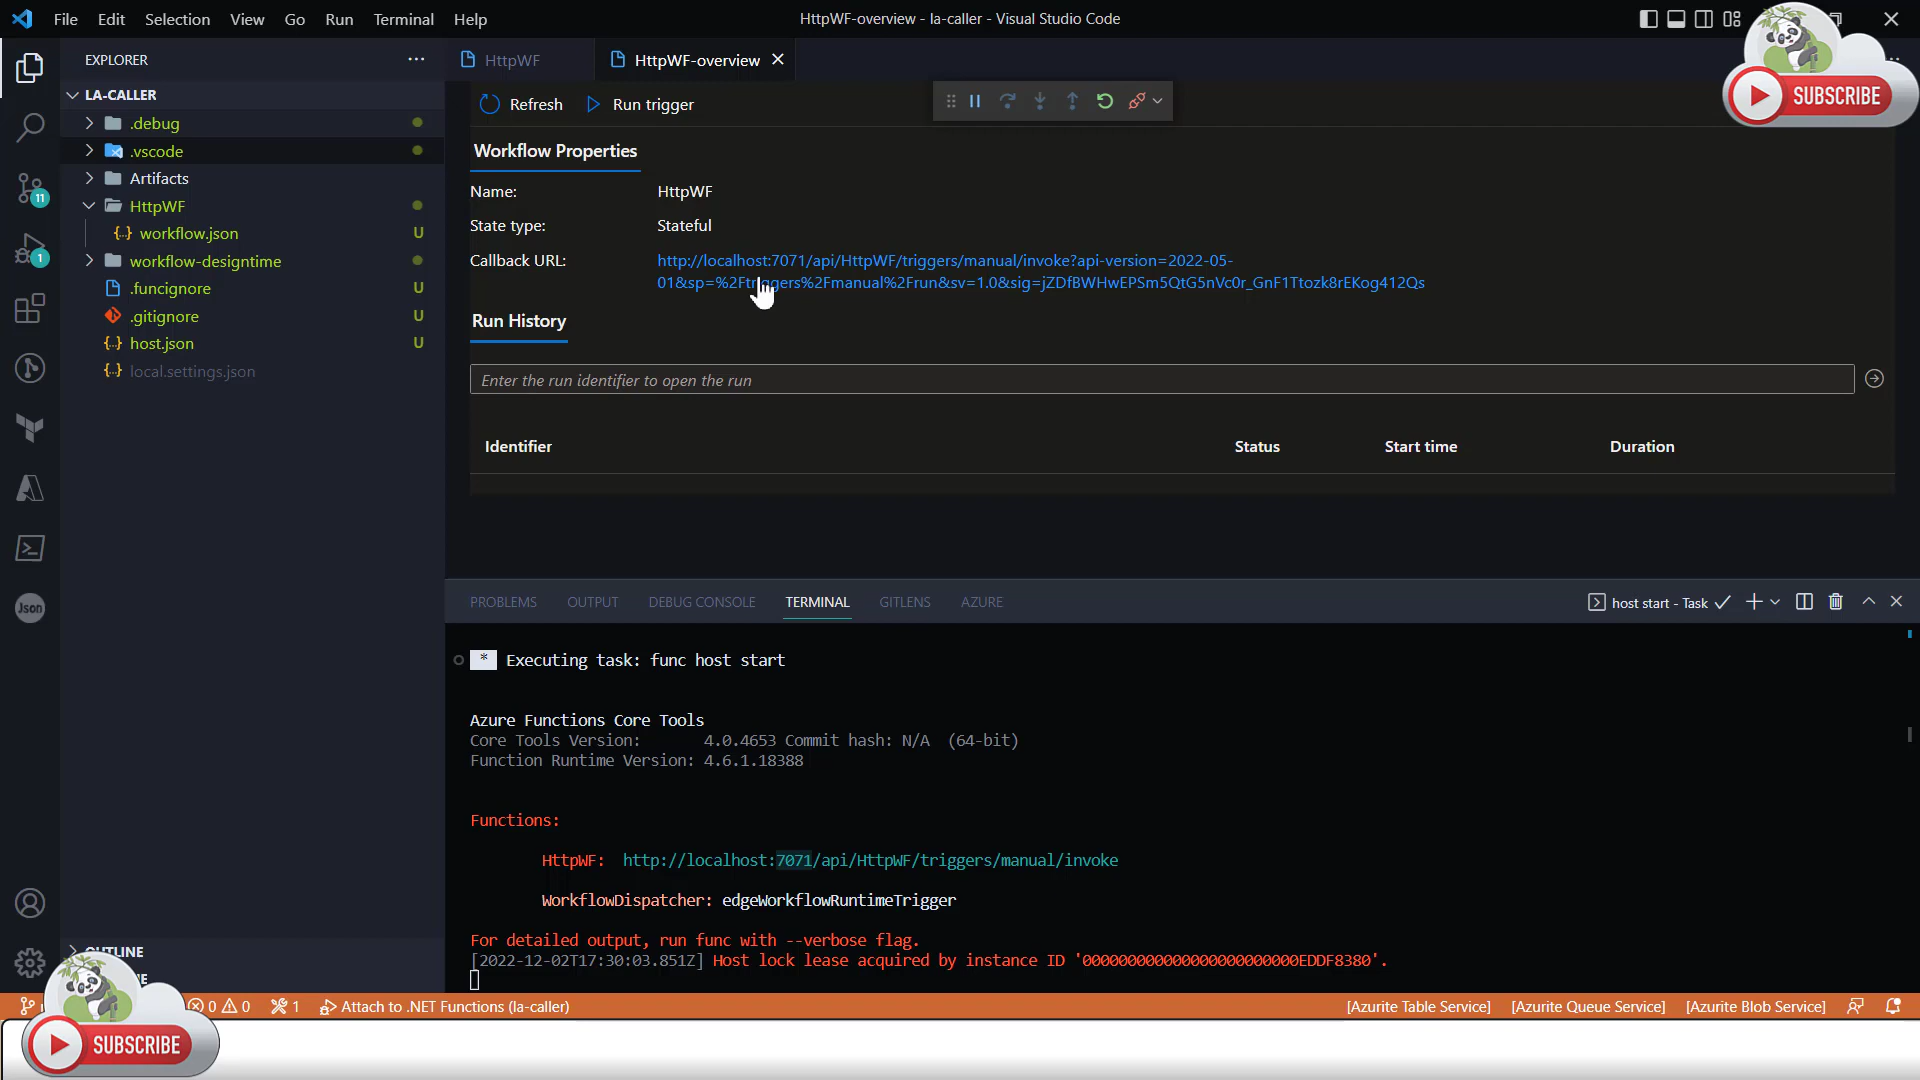 File Edit Selection View Go Run Terminal Help
HttpWF-overview - la-caller - Visual Studio Code
SUBSCRIBE
EXPLORER
HttpWF
HttpWF-overview
LA-CALLER
.debug
.vscode
Artifacts
HttpWF
workflow.json U
workflow-designtime
.funcignore U
.gitignore U
host.json U
local.settings.json
11
1
Json
OUTLINE
Refresh Run trigger
Workflow Properties
Name: HttpWF
State type: Stateful
Callback URL: http://localhost:7071/api/HttpWF/triggers/manual/invoke?api-version=2022-05-
01&sp=%2Ftriggers%2Fmanual%2Frun&sv=1.0&sig=jZDfBWHwEPSm5QtG5nVc0r_GnF1Ttozk8rEKog412Qs
Run History
Enter the run identifier to open the run
Identifier Status Start time Duration
PROBLEMS OUTPUT DEBUG CONSOLE TERMINAL GITLENS AZURE
host start - Task
* Executing task: func host start
Azure Functions Core Tools
Core Tools Version: 4.0.4653 Commit hash: N/A (64-bit)
Function Runtime Version: 4.6.1.18388
Functions:
HttpWF: http://localhost:7071/api/HttpWF/triggers/manual/invoke
WorkflowDispatcher: edgeWorkflowRuntimeTrigger
For detailed output, run func with --verbose flag.
[2022-12-02T17:30:03.851Z] Host lock lease acquired by instance ID '000000000000000000000000EDDF8380'.
0 0 1 Attach to .NET Functions (la-caller)
[Azurite Table Service] [Azurite Queue Service] [Azurite Blob Service]
SUBSCRIBE